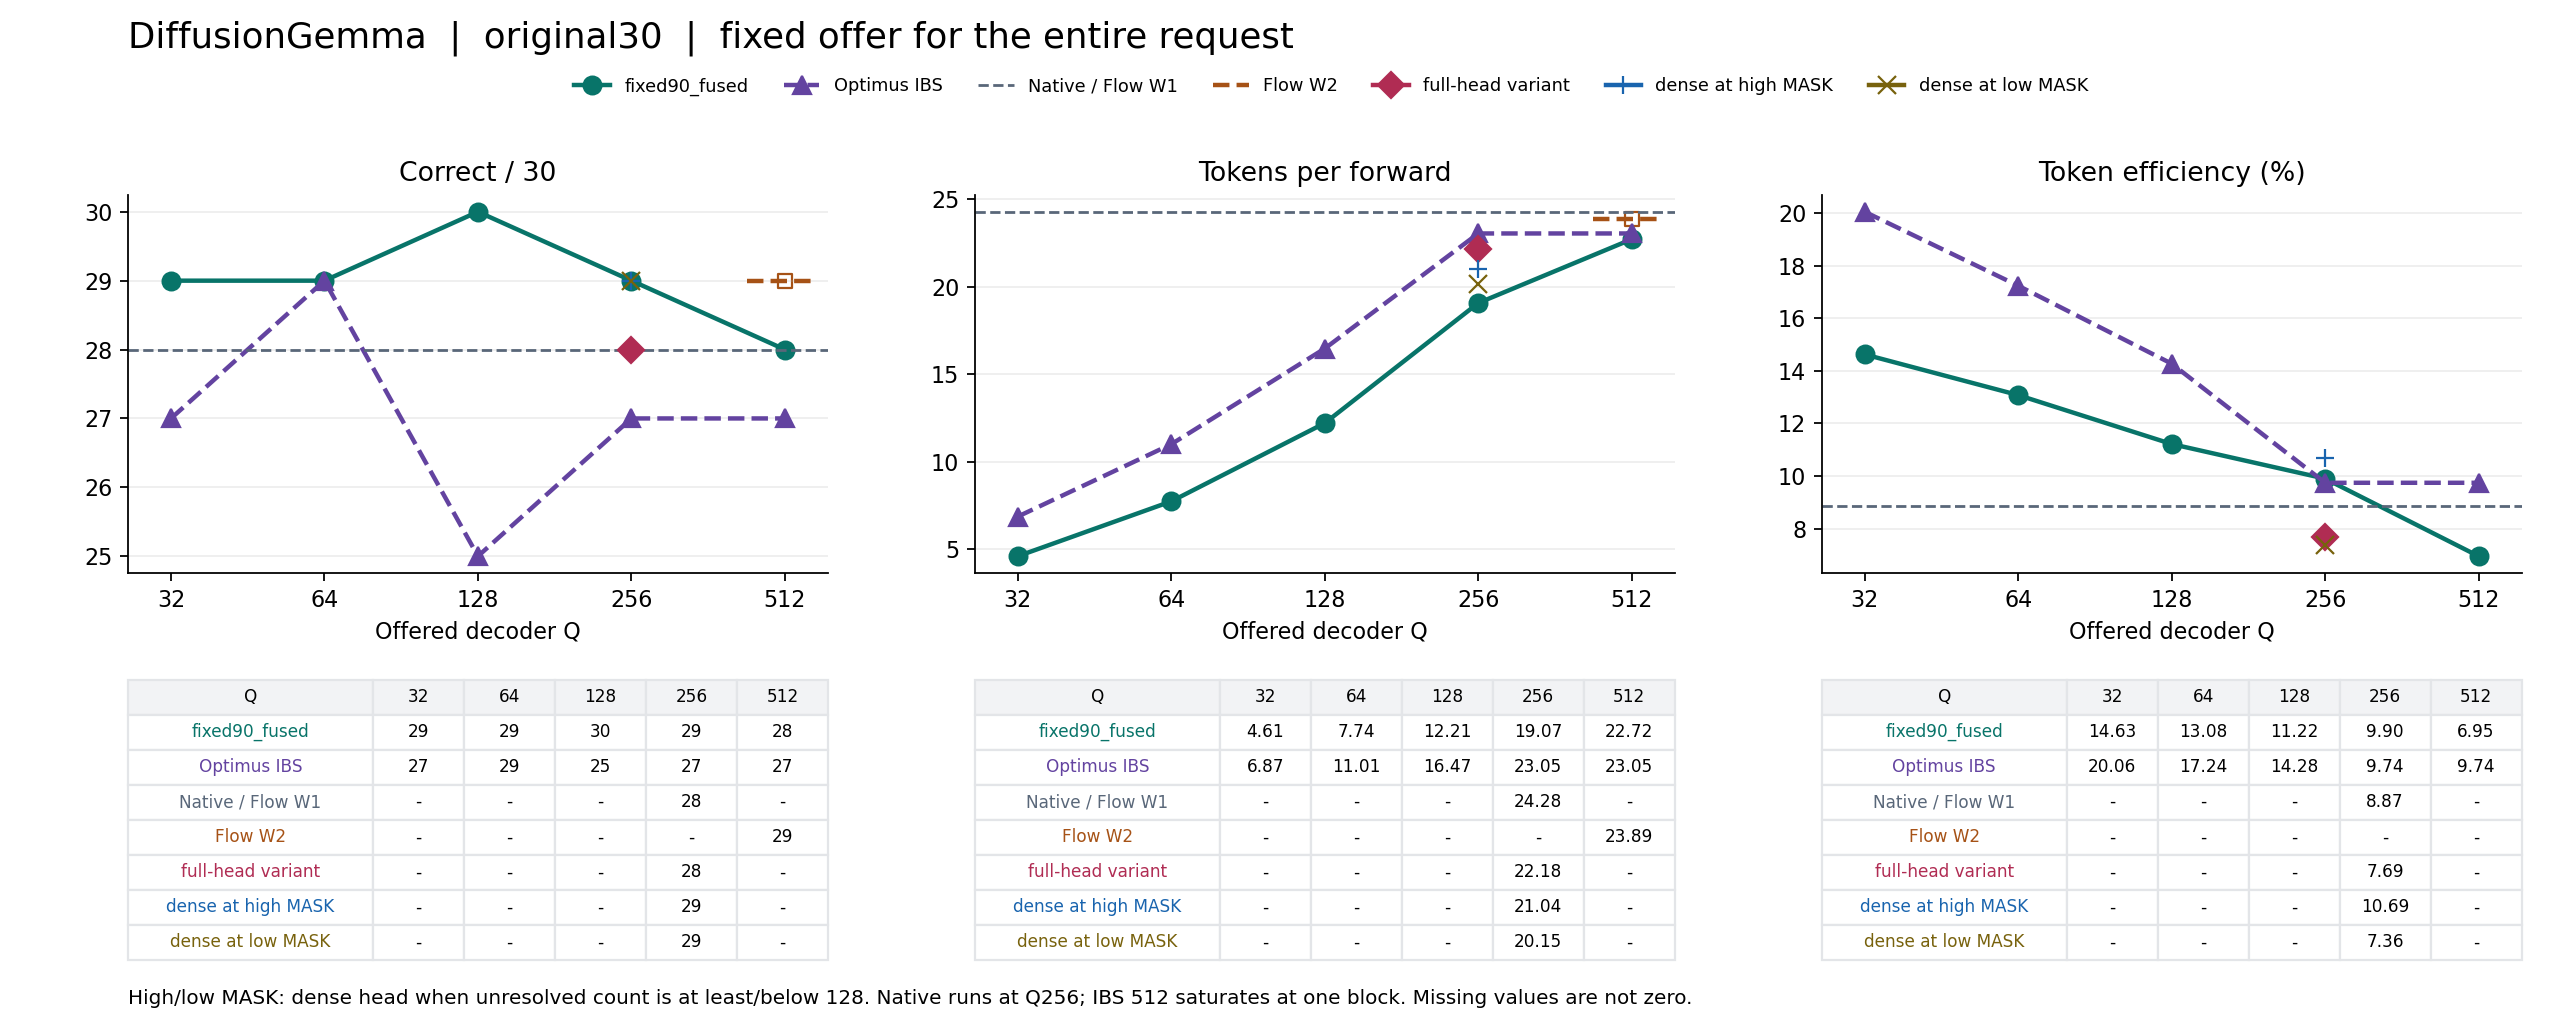 DiffusionGemma | original30 | fixed offer for the entire request
fixed90_fused Optimus IBS Native / Flow W1 Flow W2 full-head variant dense at high MASK dense at low MASK
Correct / 30
30
29
28
27
26
25
32 64 128 256 512
Offered decoder Q
Tokens per forward
25
20
15
10
5
32 64 128 256 512
Offered decoder Q
Token efficiency (%)
20
18
16
14
12
10
8
32 64 128 256 512
Offered decoder Q
Q 32 64 128 256 512
fixed90_fused 29 29 30 29 28
Optimus IBS 27 29 25 27 27
Native / Flow W1 - - - 28 -
Flow W2 - - - - 29
full-head variant - - - 28 -
dense at high MASK - - - 29 -
dense at low MASK - - - 29 -
Q 32 64 128 256 512
fixed90_fused 4.61 7.74 12.21 19.07 22.72
Optimus IBS 6.87 11.01 16.47 23.05 23.05
Native / Flow W1 - - - 24.28 -
Flow W2 - - - - 23.89
full-head variant - - - 22.18 -
dense at high MASK - - - 21.04 -
dense at low MASK - - - 20.15 -
Q 32 64 128 256 512
fixed90_fused 14.63 13.08 11.22 9.90 6.95
Optimus IBS 20.06 17.24 14.28 9.74 9.74
Native / Flow W1 - - - 8.87 -
Flow W2 - - - - -
full-head variant - - - 7.69 -
dense at high MASK - - - 10.69 -
dense at low MASK - - - 7.36 -
High/low MASK: dense head when unresolved count is at least/below 128. Native runs at Q256; IBS 512 saturates at one block. Missing values are not zero.